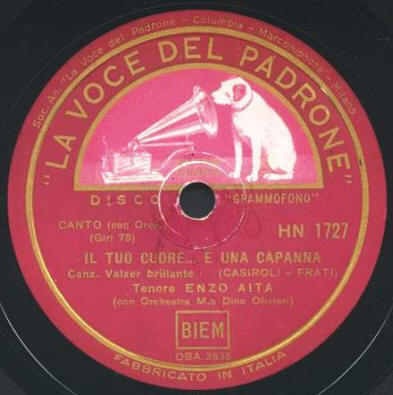 Soc. An. "La Voce del Padrone - Columbia - Marconiphone" - Milano
"LA VOCE DEL PADRONE"
DISCO "GRAMMOFONO"
CANTO (con Orch.)
(Giri 78)
HN 1727
IL TUO CUORE... E UNA CAPANNA
Canz. Valzer brillante (CASIROLI - FRATI)
Tenore ENZO AITA
(con Orchestra M.o Dino Olivieri)
BIEM
OBA. 3635
FABBRICATO IN ITALIA